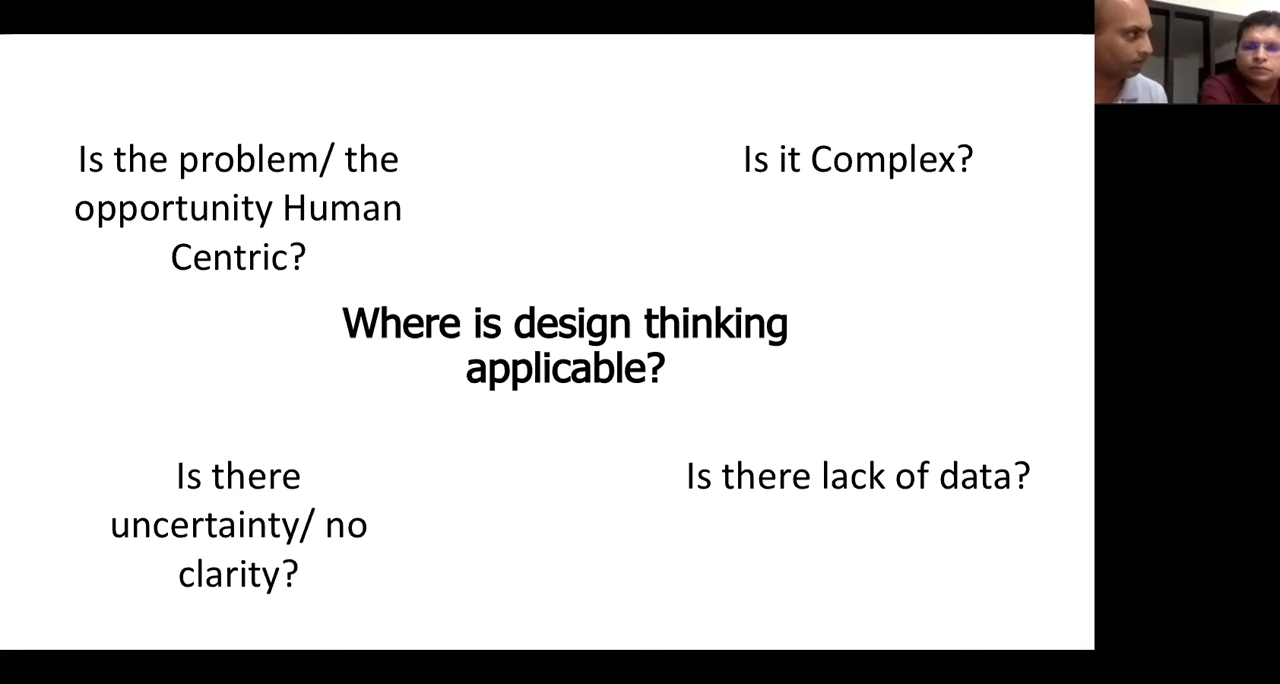 Is the problem/ the
opportunity Human
Centric?
Is it Complex?
Where is design thinking
applicable?
Is there
uncertainty/ no
clarity?
Is there lack of data?